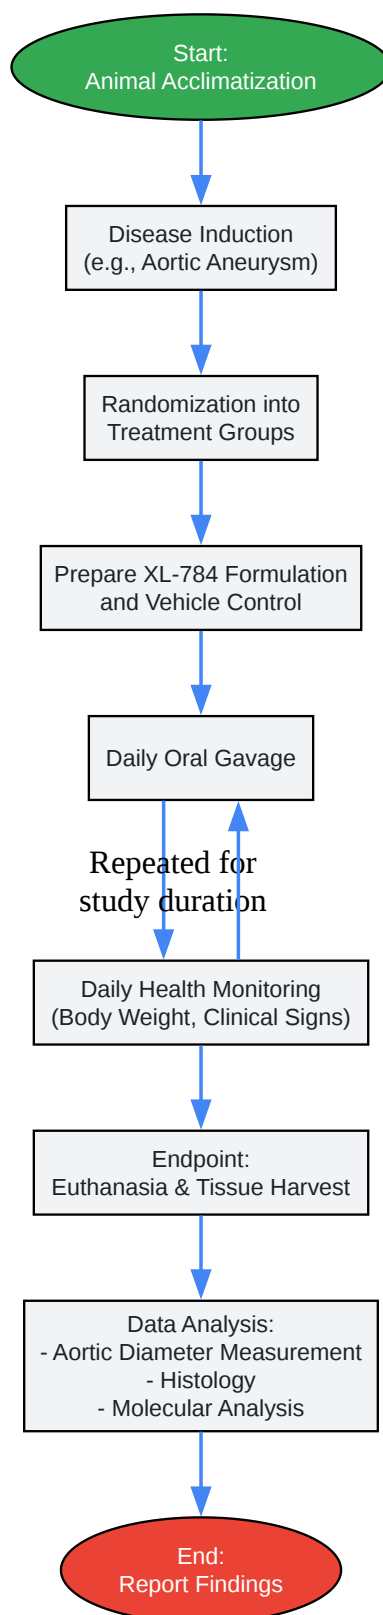 Start:
Animal Acclimatization
Disease Induction
(e.g., Aortic Aneurysm)
Randomization into
Treatment Groups
Prepare XL-784 Formulation
and Vehicle Control
Daily Oral Gavage
Repeated for
study duration
Daily Health Monitoring
(Body Weight, Clinical Signs)
Endpoint:
Euthanasia & Tissue Harvest
Data Analysis:
- Aortic Diameter Measurement
- Histology
- Molecular Analysis
End:
Report Findings